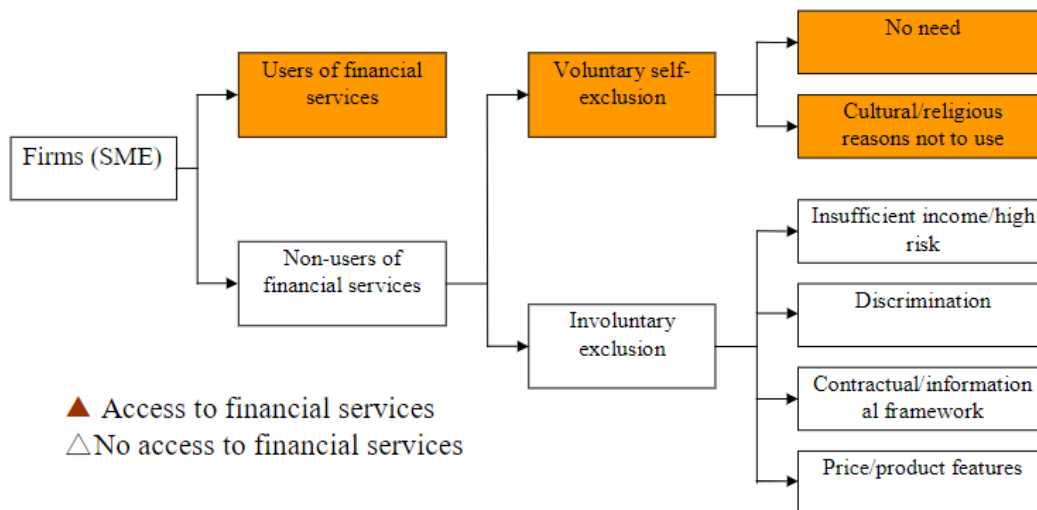 Firms (SME)
Users of financial
services
Non-users of
financial services
Voluntary self-
exclusion
Involuntary
exclusion
No need
Cultural/religious
reasons not to use
Insufficient income/high
risk
Discrimination
Contractual/information
al framework
Price/product features
Access to financial services
No access to financial services